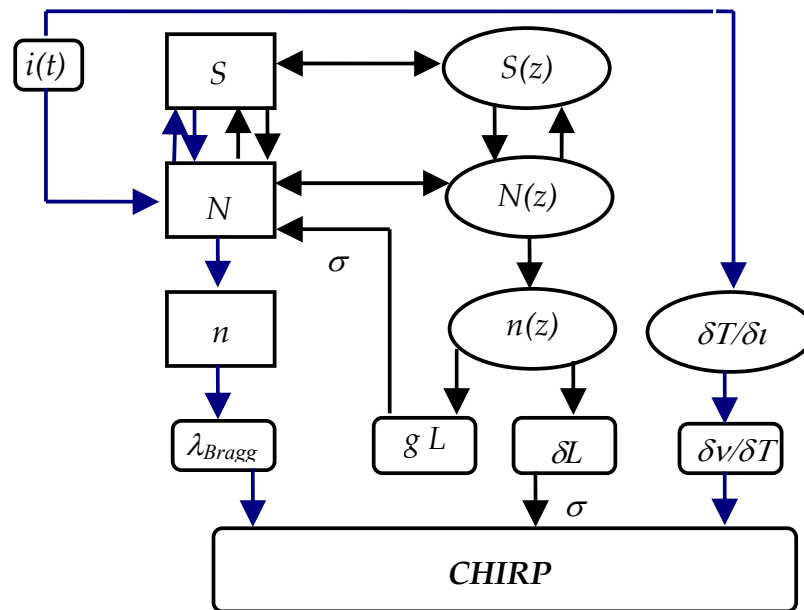 i(t)
S
S(z)
N
N(z)
σ
n
n(z)
δT/δι
λBragg
g L
δL
δν/δT
σ
CHIRP